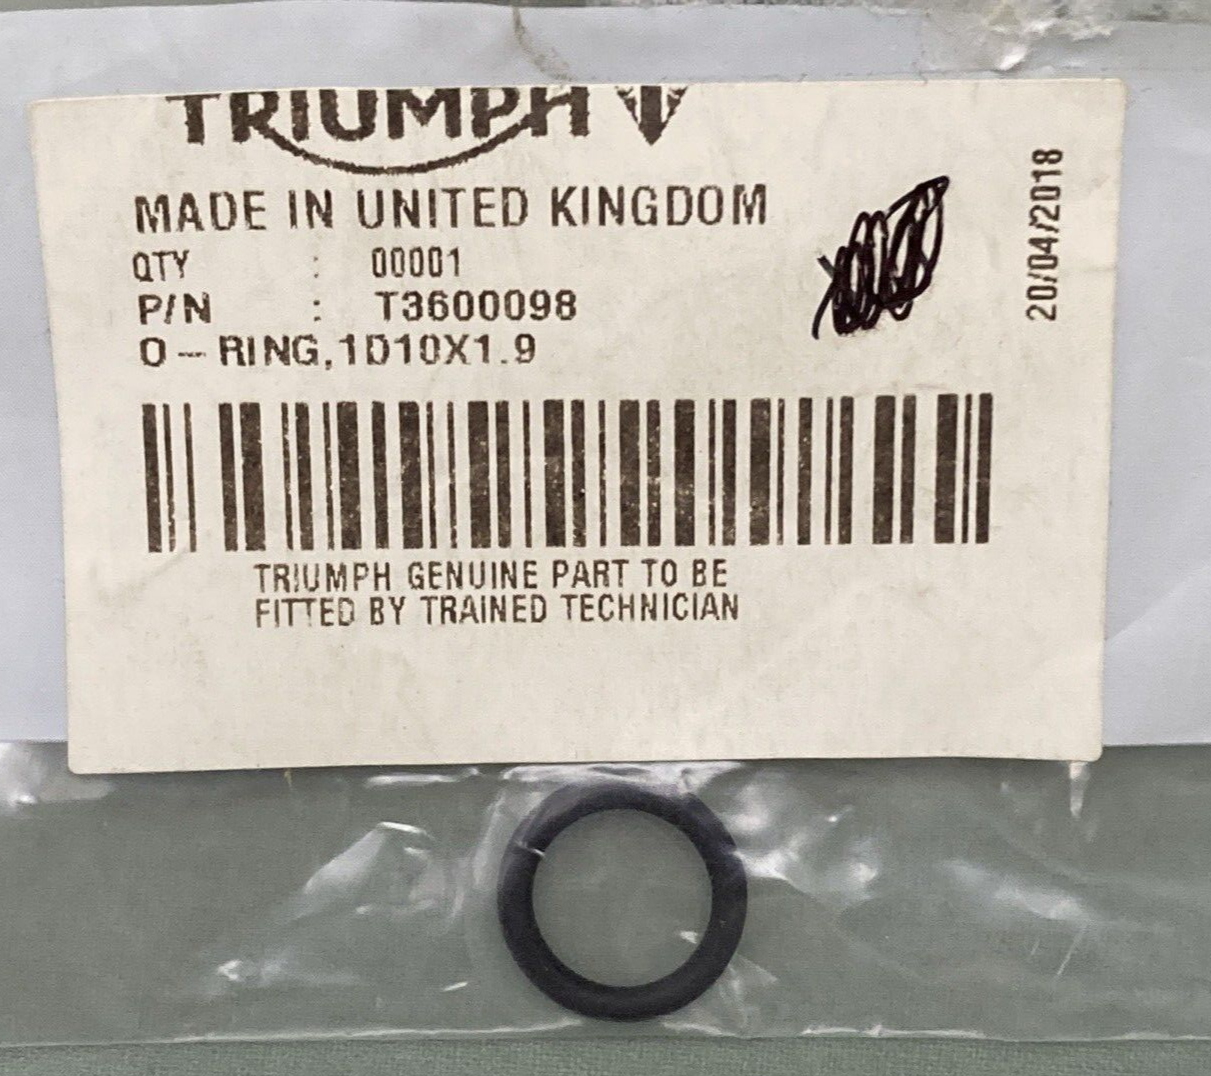 TRIUMPH
MADE IN UNITED KINGDOM
QTY : 00001
P/N : T3600098
O-RING,1D10X1.9
TRIUMPH GENUINE PART TO BE
FITTED BY TRAINED TECHNICIAN
20/04/2018